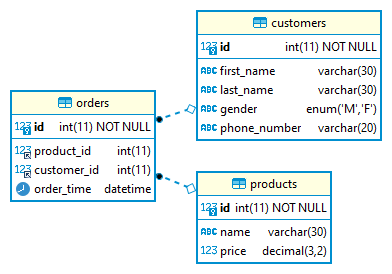 customers
123 id int(11) NOT NULL
ABC first_name varchar(30)
ABC last_name varchar(30)
ABC gender enum('M','F')
ABC phone_number varchar(20)
orders
123 id int(11) NOT NULL
123 product_id int(11)
123 customer_id int(11)
order_time datetime
products
123 id int(11) NOT NULL
ABC name varchar(30)
123 price decimal(3,2)